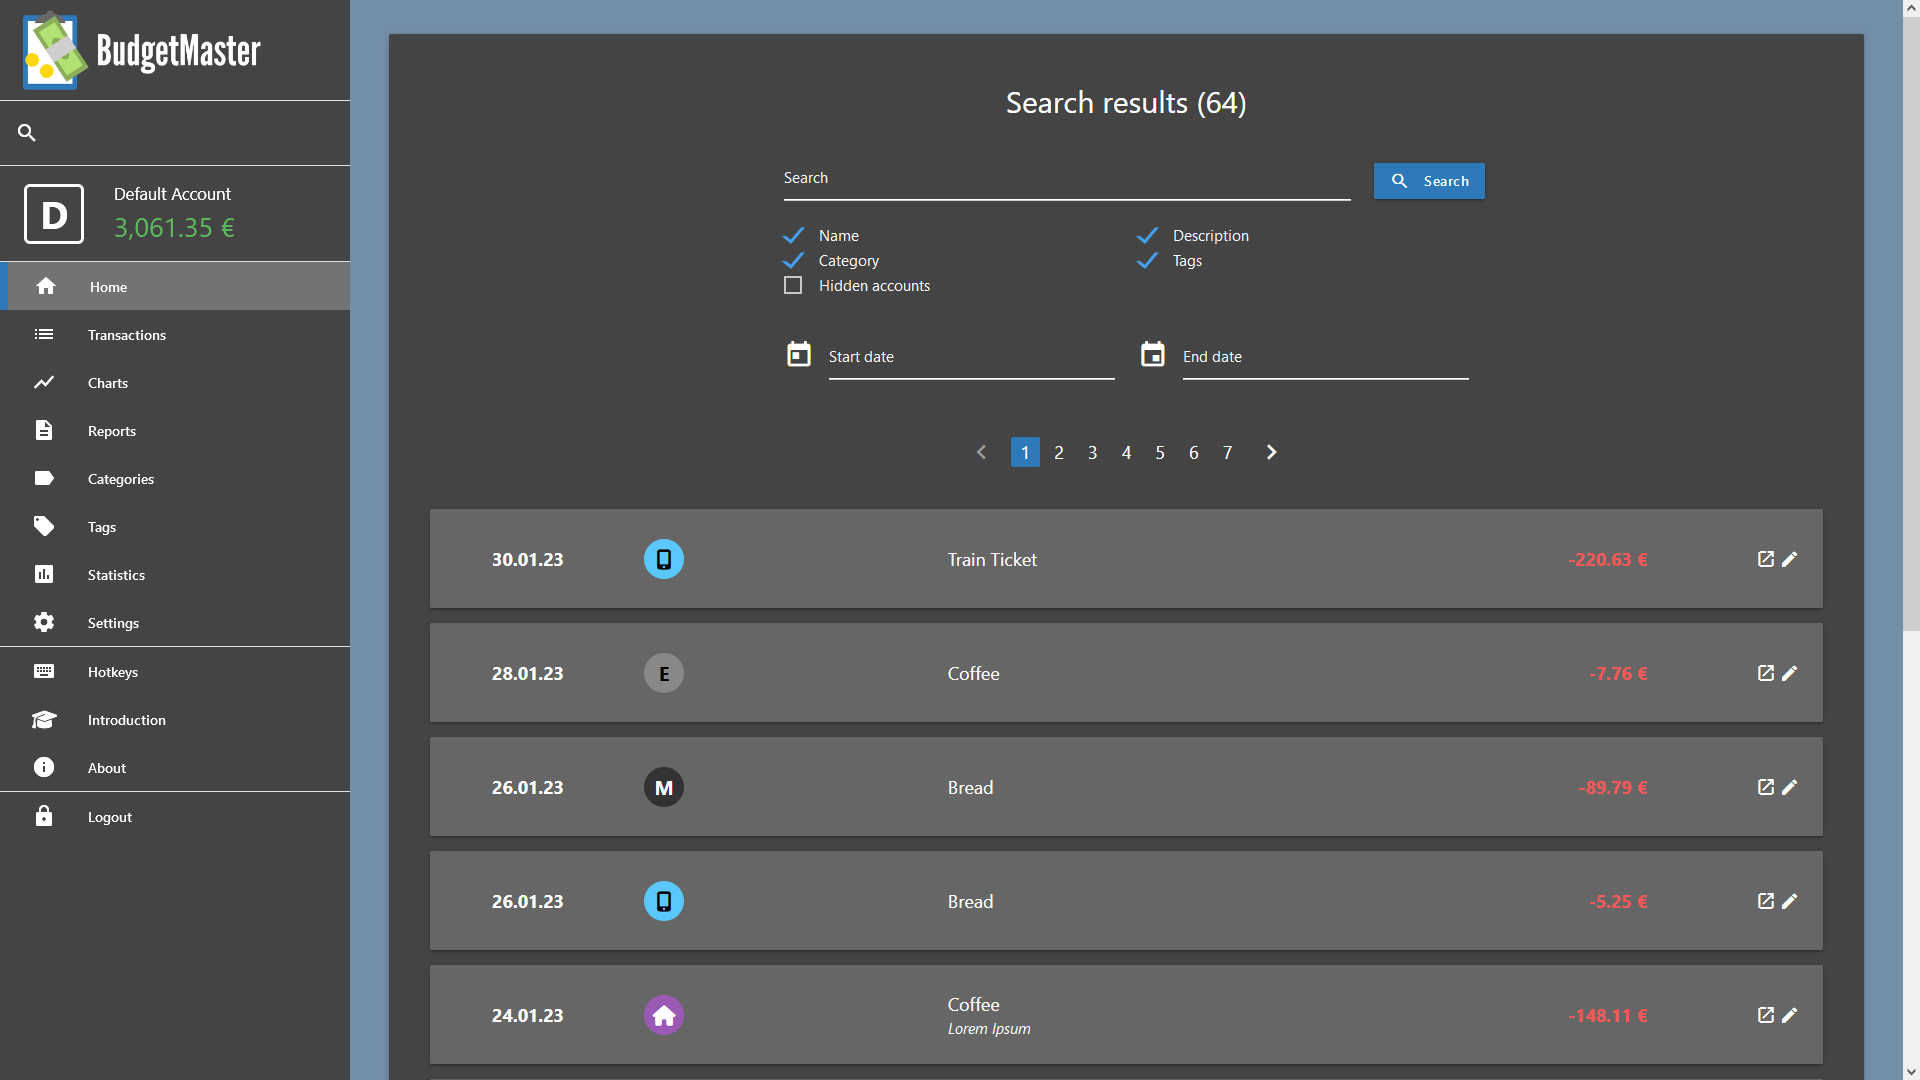 BudgetMaster
D
Default Account
3,061.35 €
Home
Transactions
Charts
Reports
Categories
Tags
Statistics
Settings
Hotkeys
Introduction
About
Logout
Search results (64)
Search
Search
Name
Description
Category
Tags
Hidden accounts
Start date
End date
1 2 3 4 5 6 7
30.01.23 Train Ticket -220.63 €
28.01.23 E Coffee -7.76 €
26.01.23 M Bread -89.79 €
26.01.23 Bread -5.25 €
24.01.23 Coffee -148.11 €
Lorem Ipsum